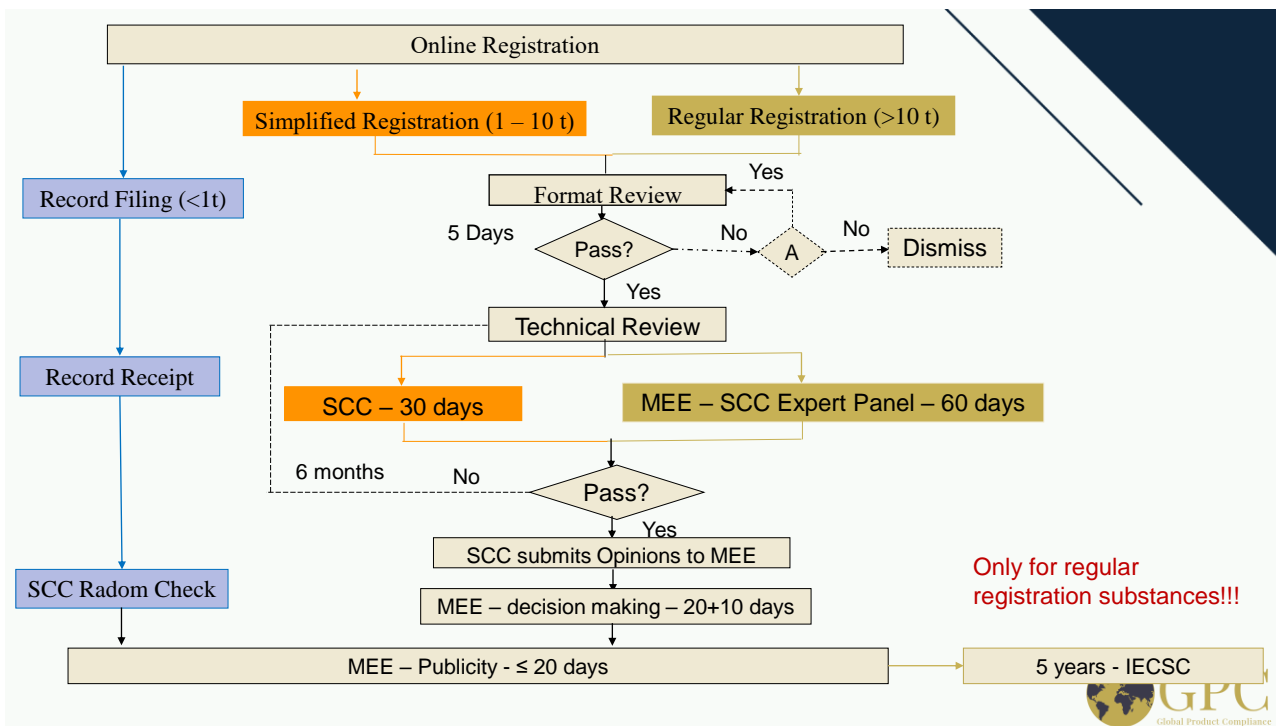 Online Registration
Simplified Registration (1 – 10 t)
Regular Registration (>10 t)
Yes
Record Filing (<1t)
Format Review
5 Days
Pass?
No
A
No
Dismiss
Yes
Technical Review
Record Receipt
SCC – 30 days
MEE – SCC Expert Panel – 60 days
6 months
No
Pass?
Yes
SCC submits Opinions to MEE
Only for regular
registration substances!!!
SCC Radom Check
MEE – decision making – 20+10 days
MEE – Publicity - ≤ 20 days
5 years - IECSC
GPC
Global Product Compliance